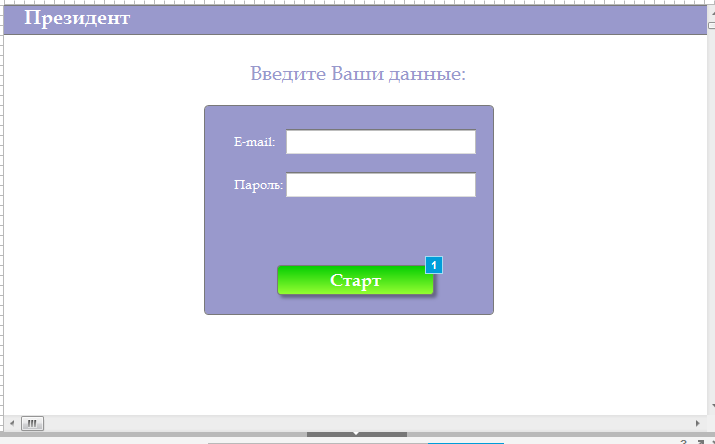 Президент
Введите Ваши данные:
E-mail:
Пароль:
1
Старт